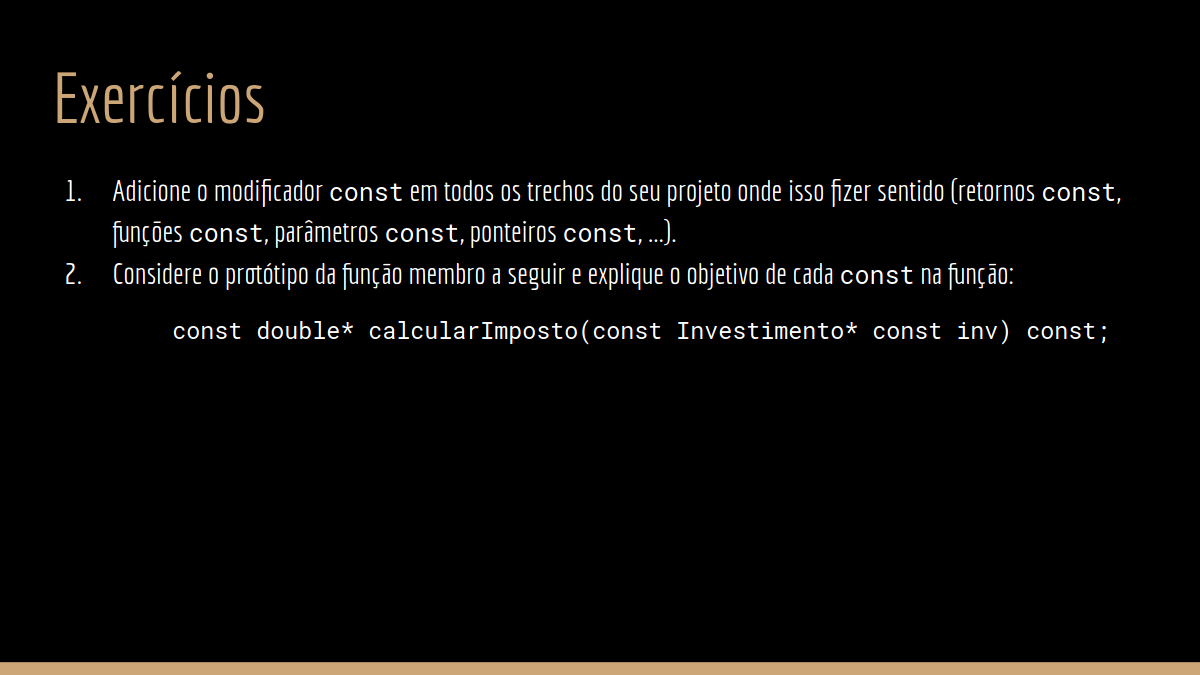 Exercícios
1. Adicione o modificador const em todos os trechos do seu projeto onde isso fizer sentido (retornos const,
funções const, parâmetros const, ponteiros const, ...).
2. Considere o protótipo da função membro a seguir e explique o objetivo de cada const na função:
const double* calcularImposto(const Investimento* const inv) const;